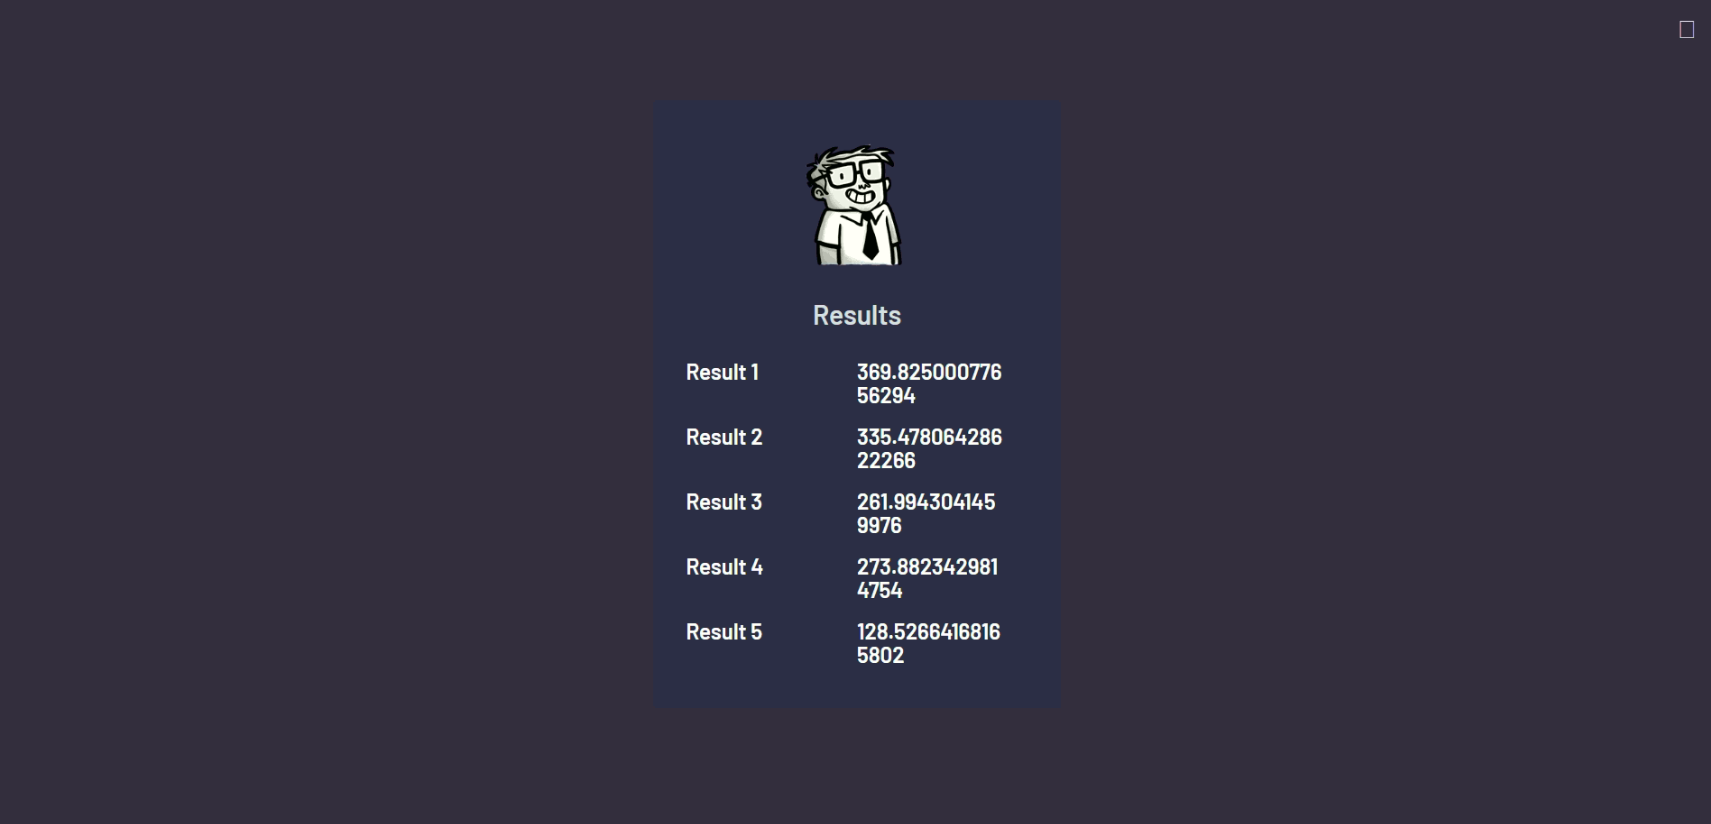 Results
Result 1 369.825000776
56294
Result 2 335.478064286
22266
Result 3 261.994304145
9976
Result 4 273.882342981
4754
Result 5 128.5266416816
5802